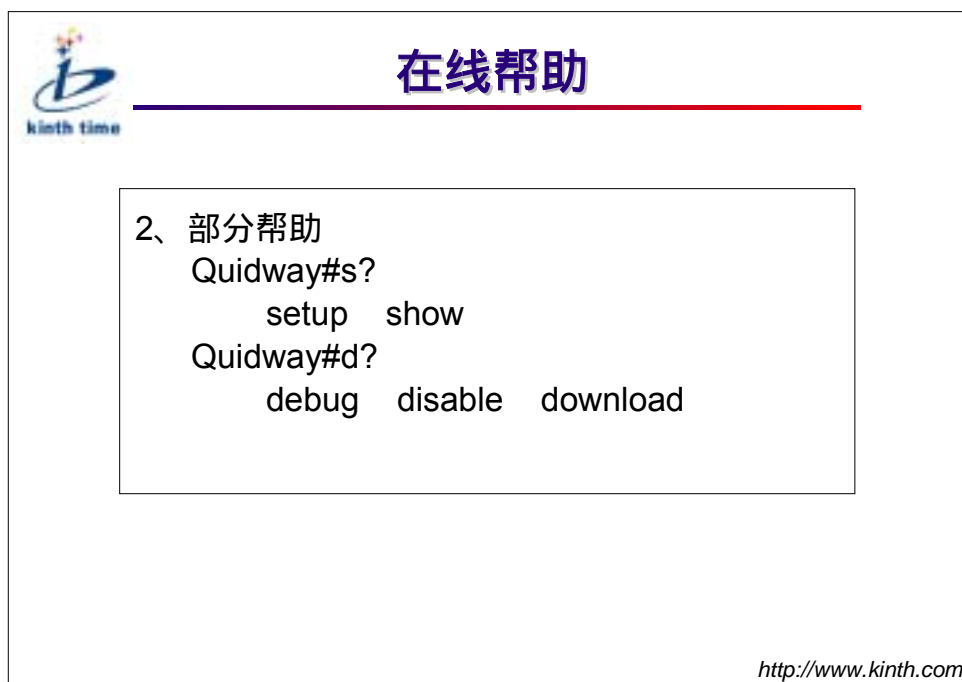 kinth time
在线帮助
2、部分帮助
Quidway#s?
setup show
Quidway#d?
debug disable download
http://www.kinth.com